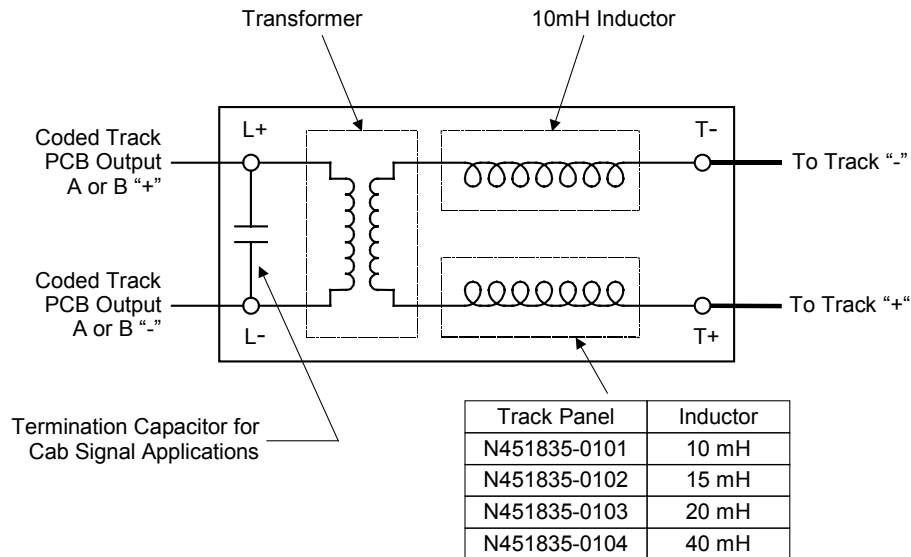 Transformer
10mH Inductor
Coded Track
PCB Output
A or B “+”
L+
T-
To Track “-”
Coded Track
PCB Output
A or B “-”
L-
T+
To Track “+“
Termination Capacitor for
Cab Signal Applications
Track Panel Inductor
N451835-0101 10 mH
N451835-0102 15 mH
N451835-0103 20 mH
N451835-0104 40 mH